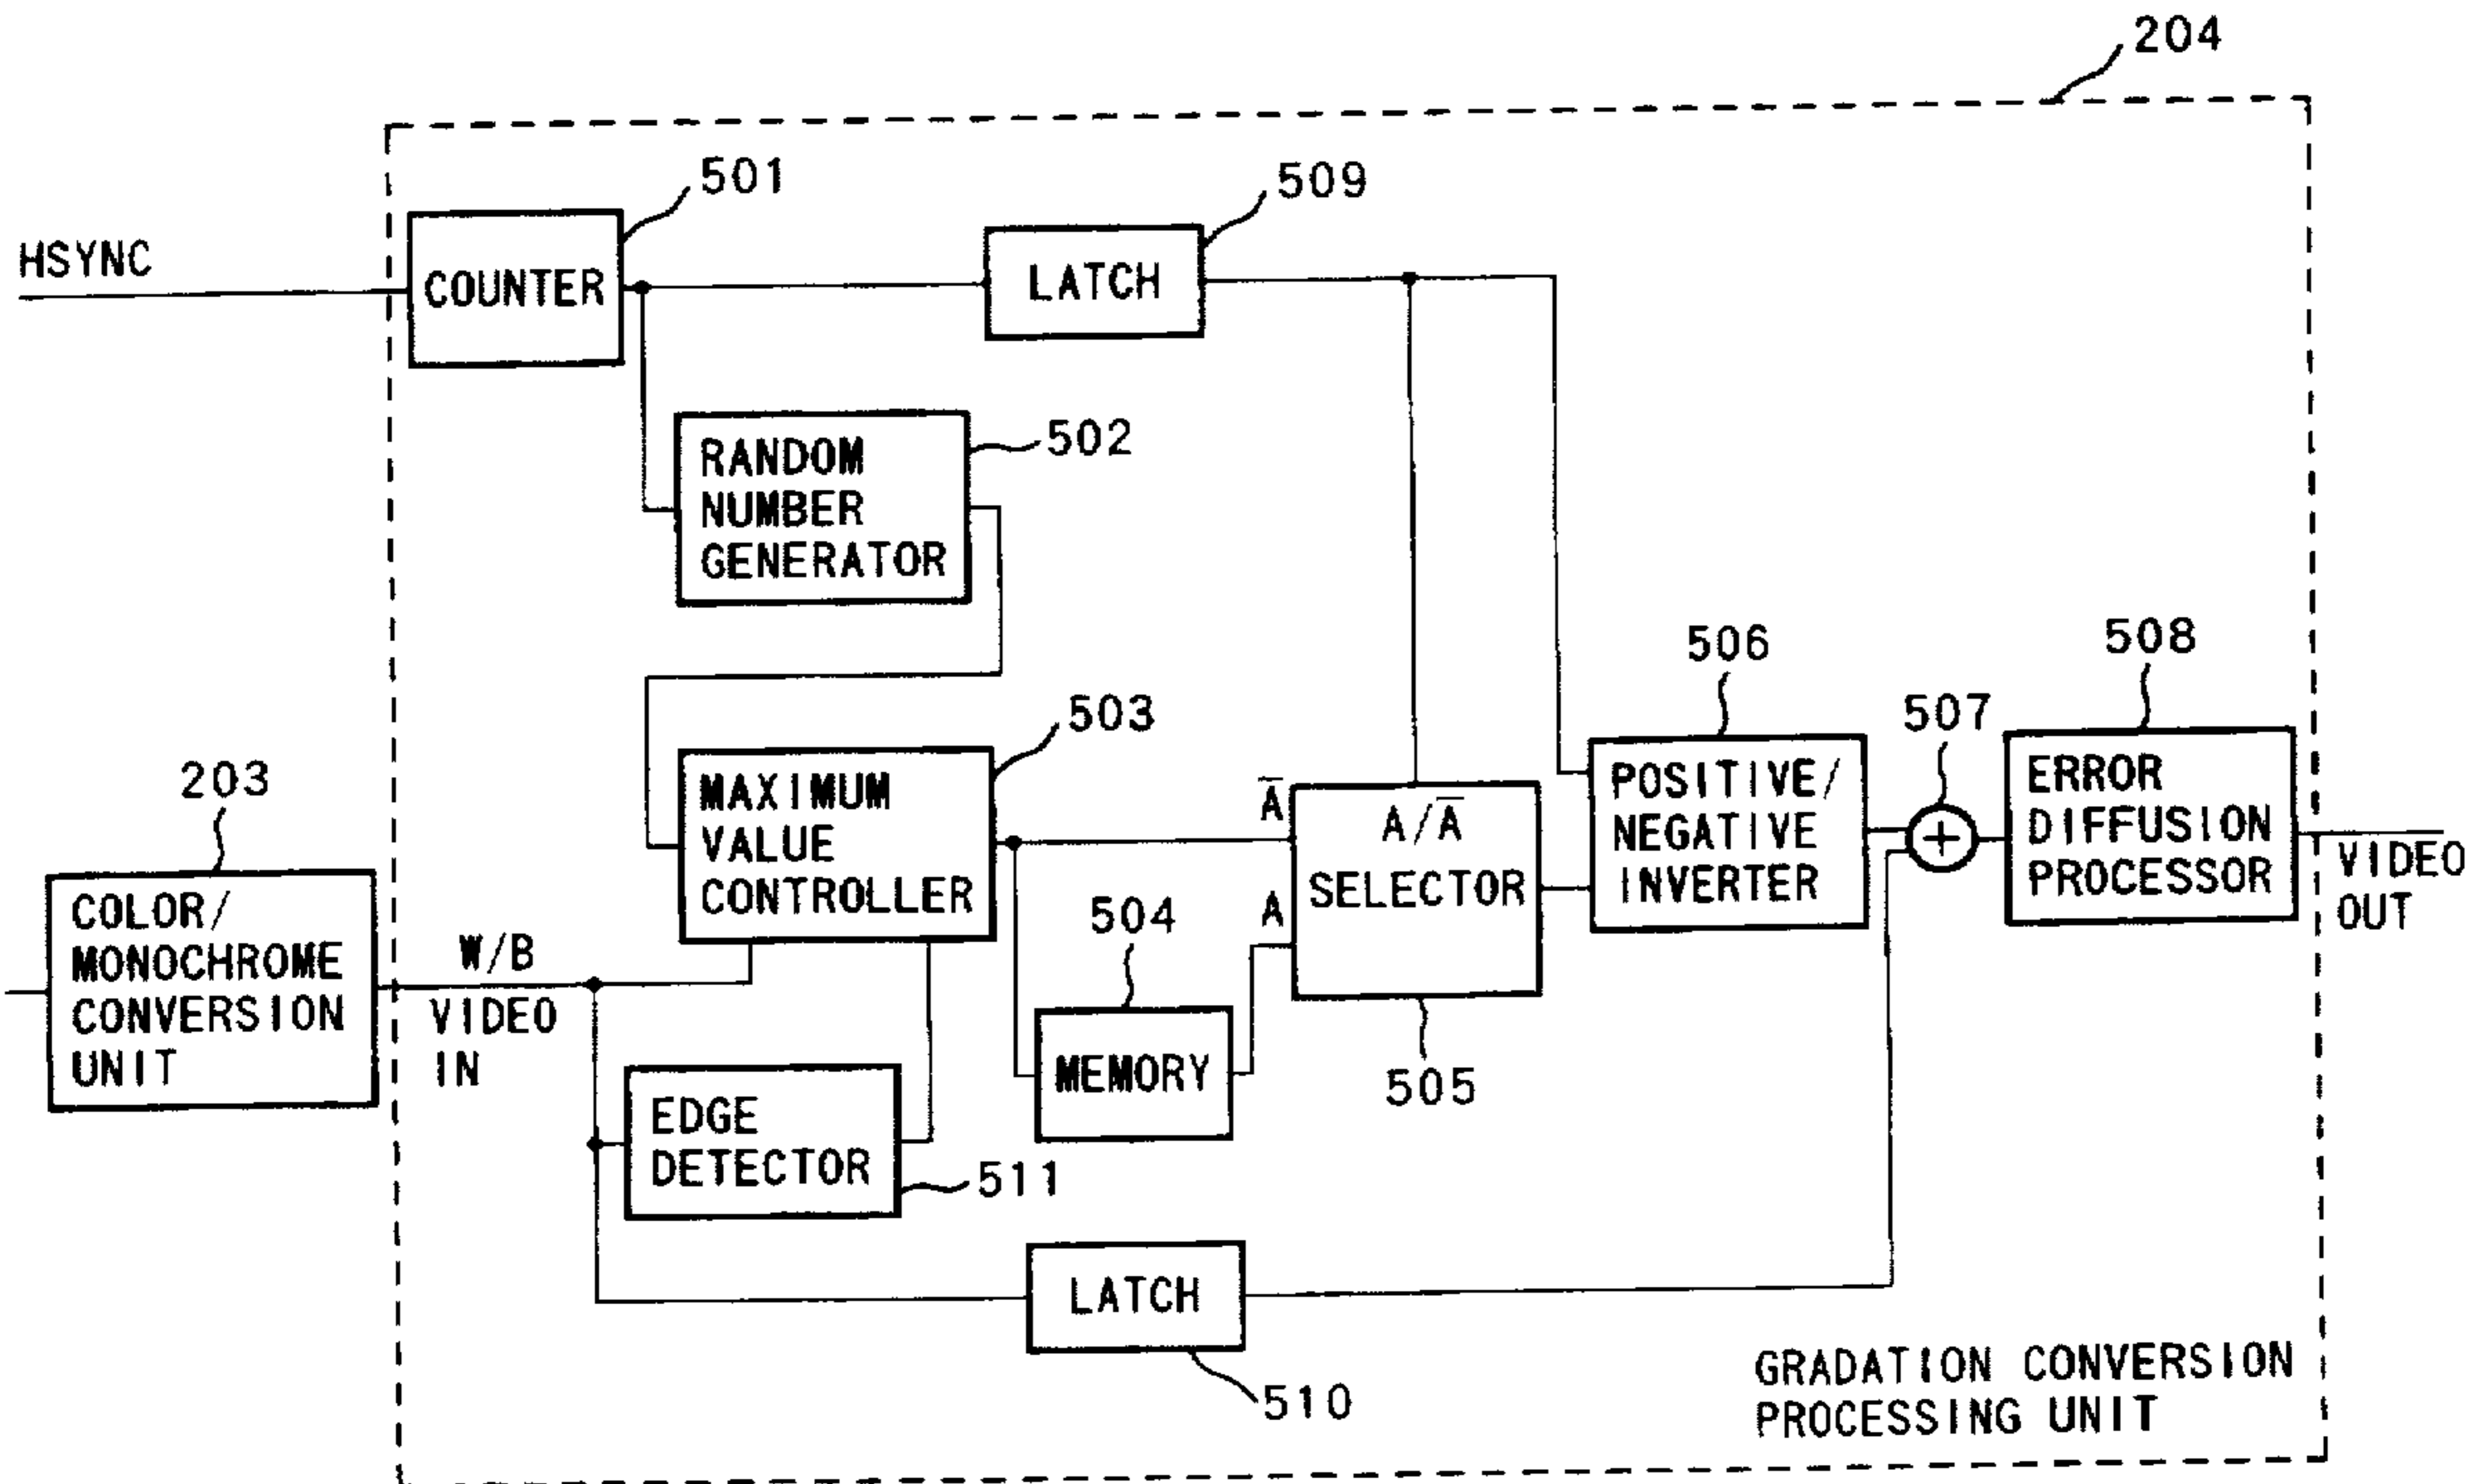 204
501
509
HSYNC
COUNTER
LATCH
502
RANDOM
NUMBER
GENERATOR
506
508
503
507
203
MAXIMUM
VALUE
CONTROLLER
A̅
A/A̅
SELECTOR
A
POSITIVE/
NEGATIVE
INVERTER
+
ERROR
DIFFUSION
PROCESSOR
VIDEO
OUT
COLOR/
MONOCHROME
CONVERSION
UNIT
W/B
VIDEO
IN
504
MEMORY
505
EDGE
DETECTOR
511
LATCH
510
GRADATION CONVERSION
PROCESSING UNIT